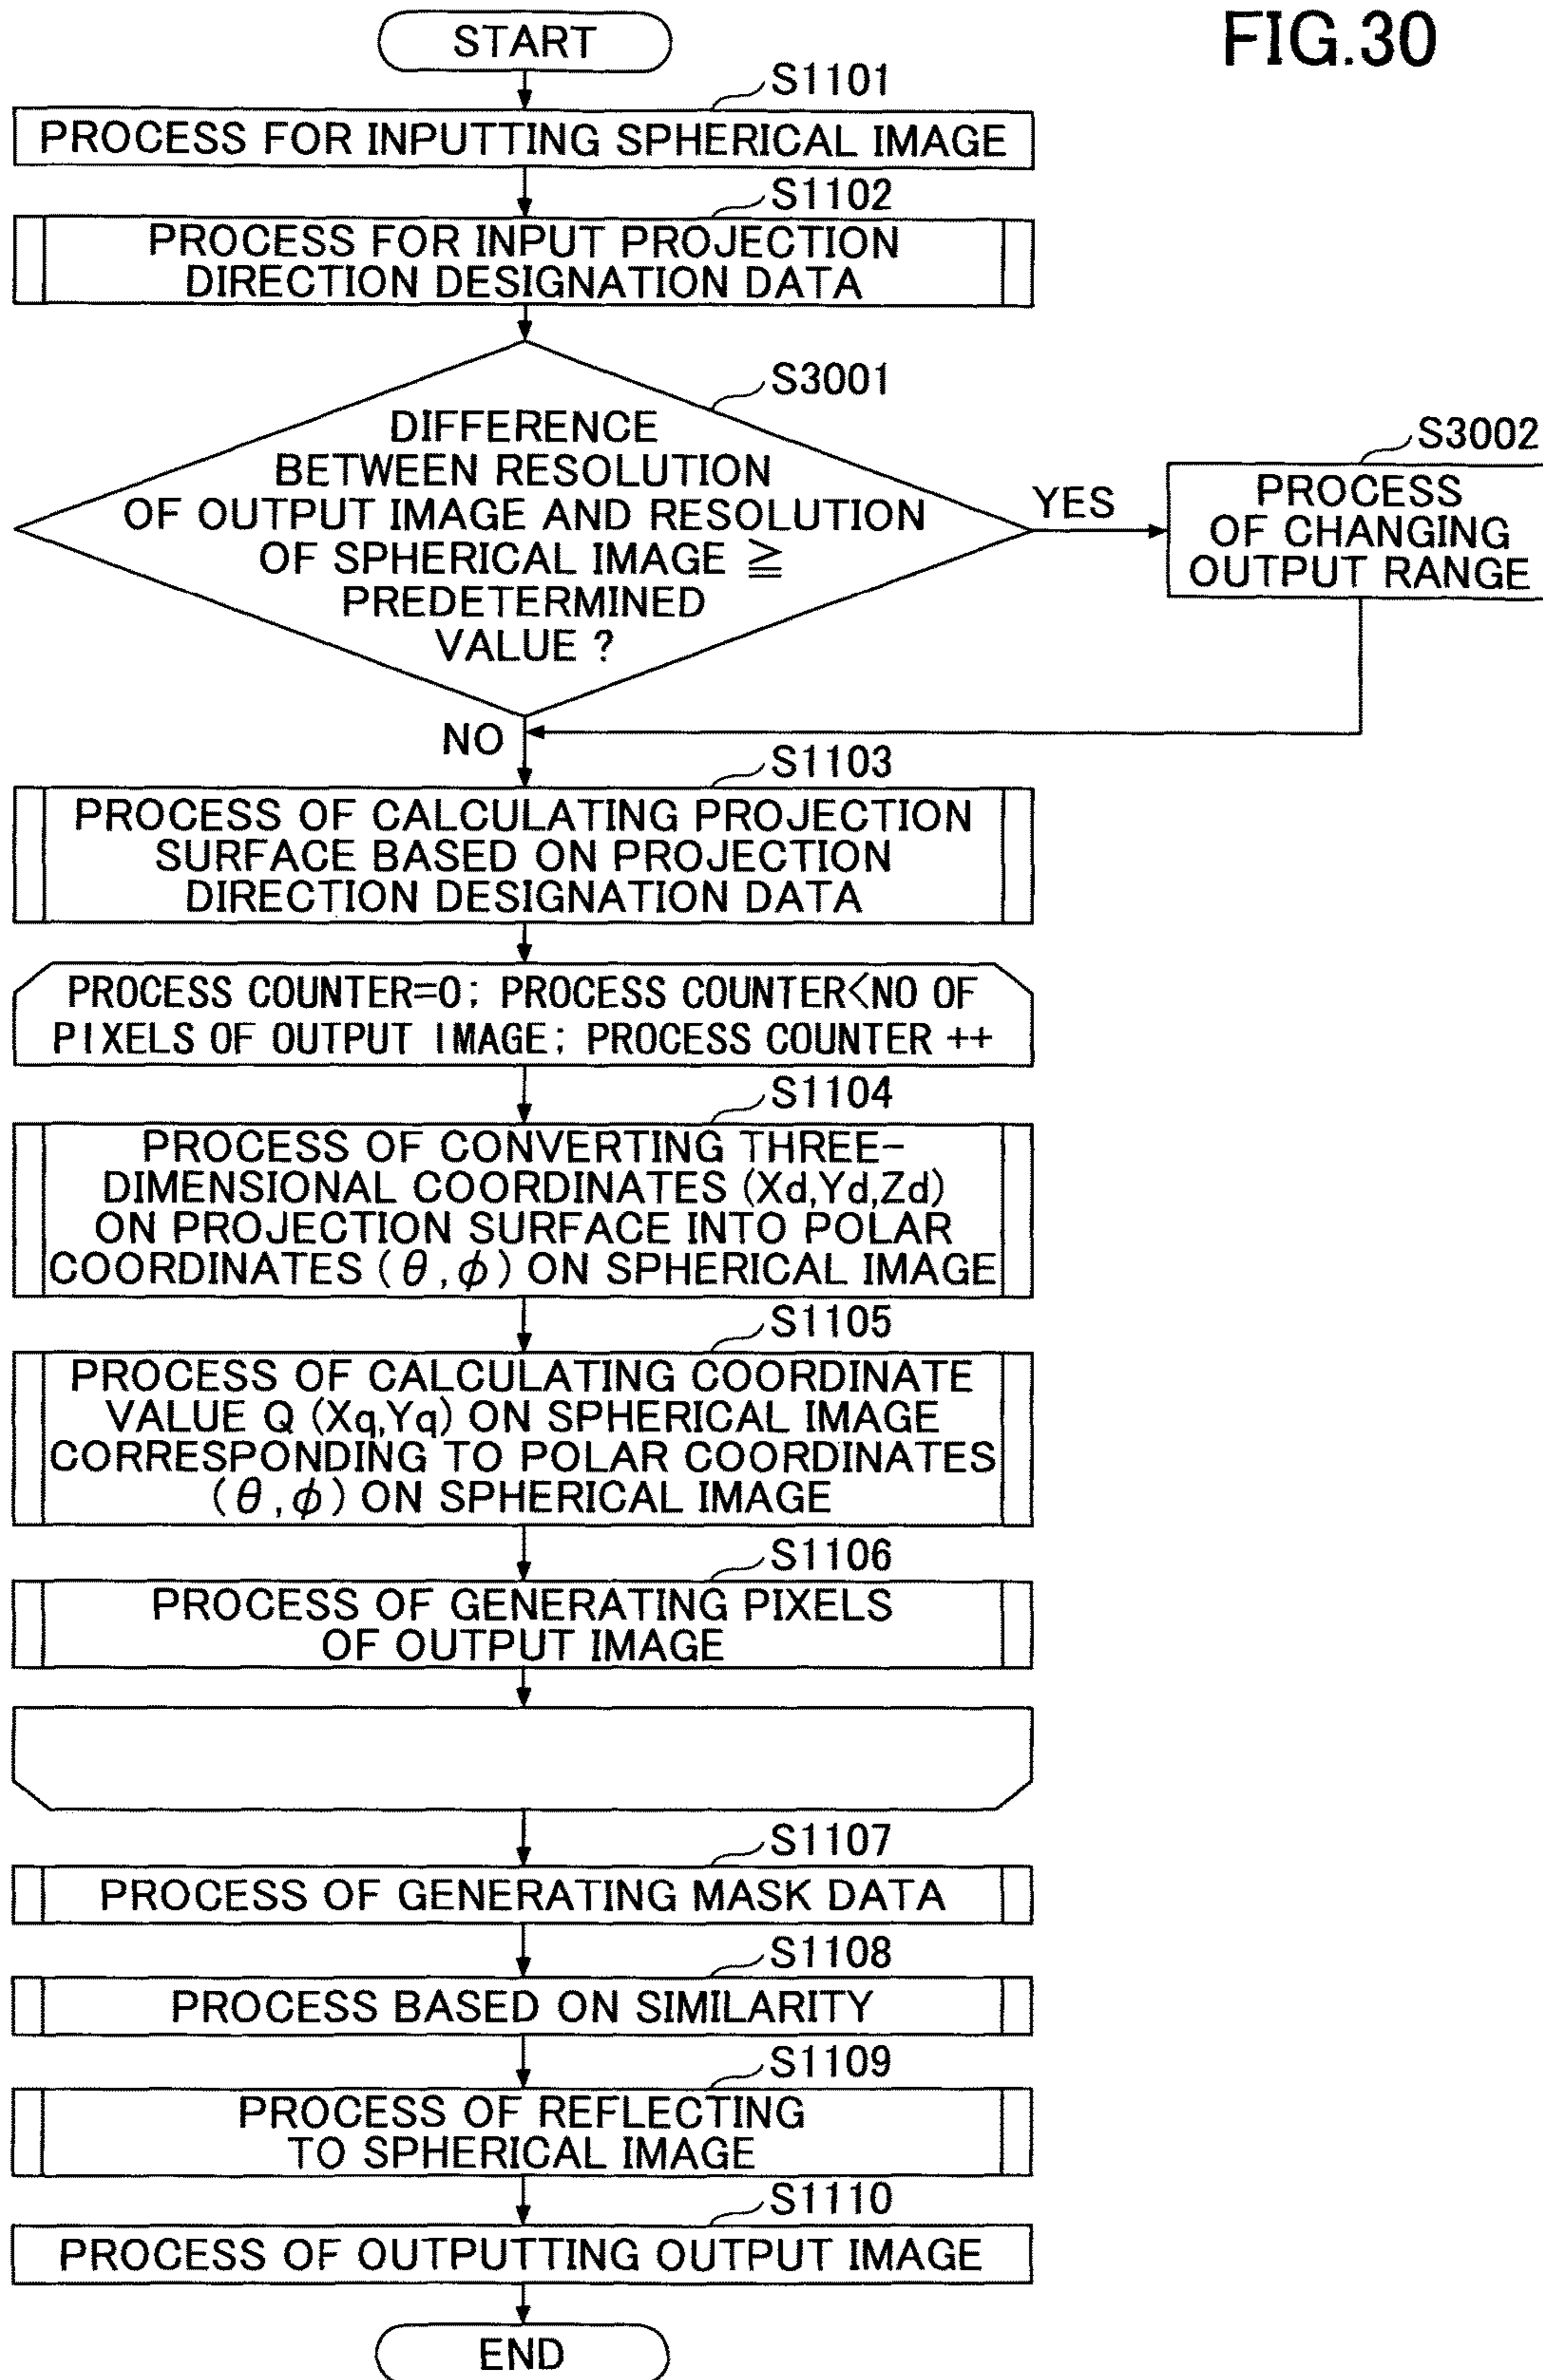 FIG.30
START
S1101
PROCESS FOR INPUTTING SPHERICAL IMAGE
S1102
PROCESS FOR INPUT PROJECTION
DIRECTION DESIGNATION DATA
S3001
DIFFERENCE
BETWEEN RESOLUTION
OF OUTPUT IMAGE AND RESOLUTION
OF SPHERICAL IMAGE ≧
PREDETERMINED
VALUE ?
YES
S3002
PROCESS
OF CHANGING
OUTPUT RANGE
NO
S1103
PROCESS OF CALCULATING PROJECTION
SURFACE BASED ON PROJECTION
DIRECTION DESIGNATION DATA
PROCESS COUNTER=0; PROCESS COUNTER<NO OF
PIXELS OF OUTPUT IMAGE; PROCESS COUNTER ++
S1104
PROCESS OF CONVERTING THREE-
DIMENSIONAL COORDINATES (Xd,Yd,Zd)
ON PROJECTION SURFACE INTO POLAR
COORDINATES (θ,φ) ON SPHERICAL IMAGE
S1105
PROCESS OF CALCULATING COORDINATE
VALUE Q (Xq,Yq) ON SPHERICAL IMAGE
CORRESPONDING TO POLAR COORDINATES
(θ,φ) ON SPHERICAL IMAGE
S1106
PROCESS OF GENERATING PIXELS
OF OUTPUT IMAGE
S1107
PROCESS OF GENERATING MASK DATA
S1108
PROCESS BASED ON SIMILARITY
S1109
PROCESS OF REFLECTING
TO SPHERICAL IMAGE
S1110
PROCESS OF OUTPUTTING OUTPUT IMAGE
END